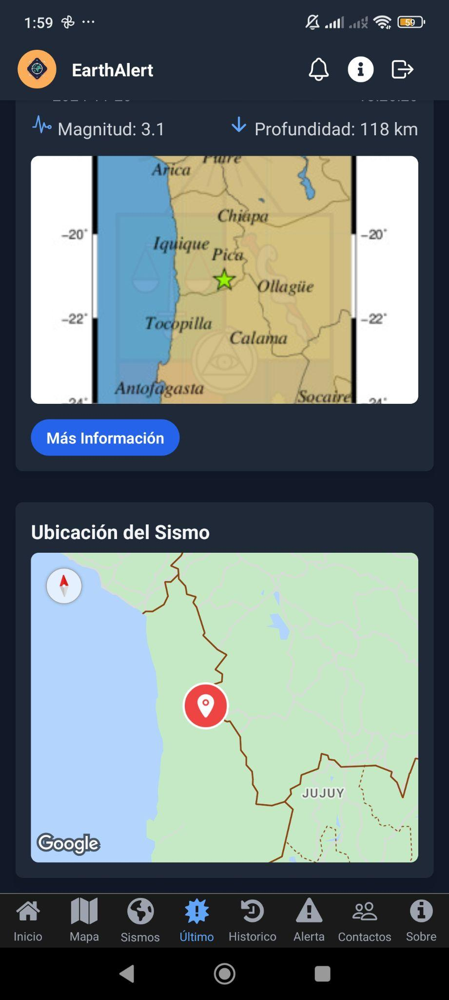 1:59
59
EarthAlert
Magnitud: 3.1
Profundidad: 118 km
Putre
Arica
Chiapa
-20°
-20°
Iquique
Pica
Ollagüe
-22°
-22°
Tocopilla
Calama
Antofagasta
Socaire
-24°
-24°
Más Información
Ubicación del Sismo
JUJUY
Google
Inicio
Mapa
Sismos
Último
Historico
Alerta
Contactos
Sobre